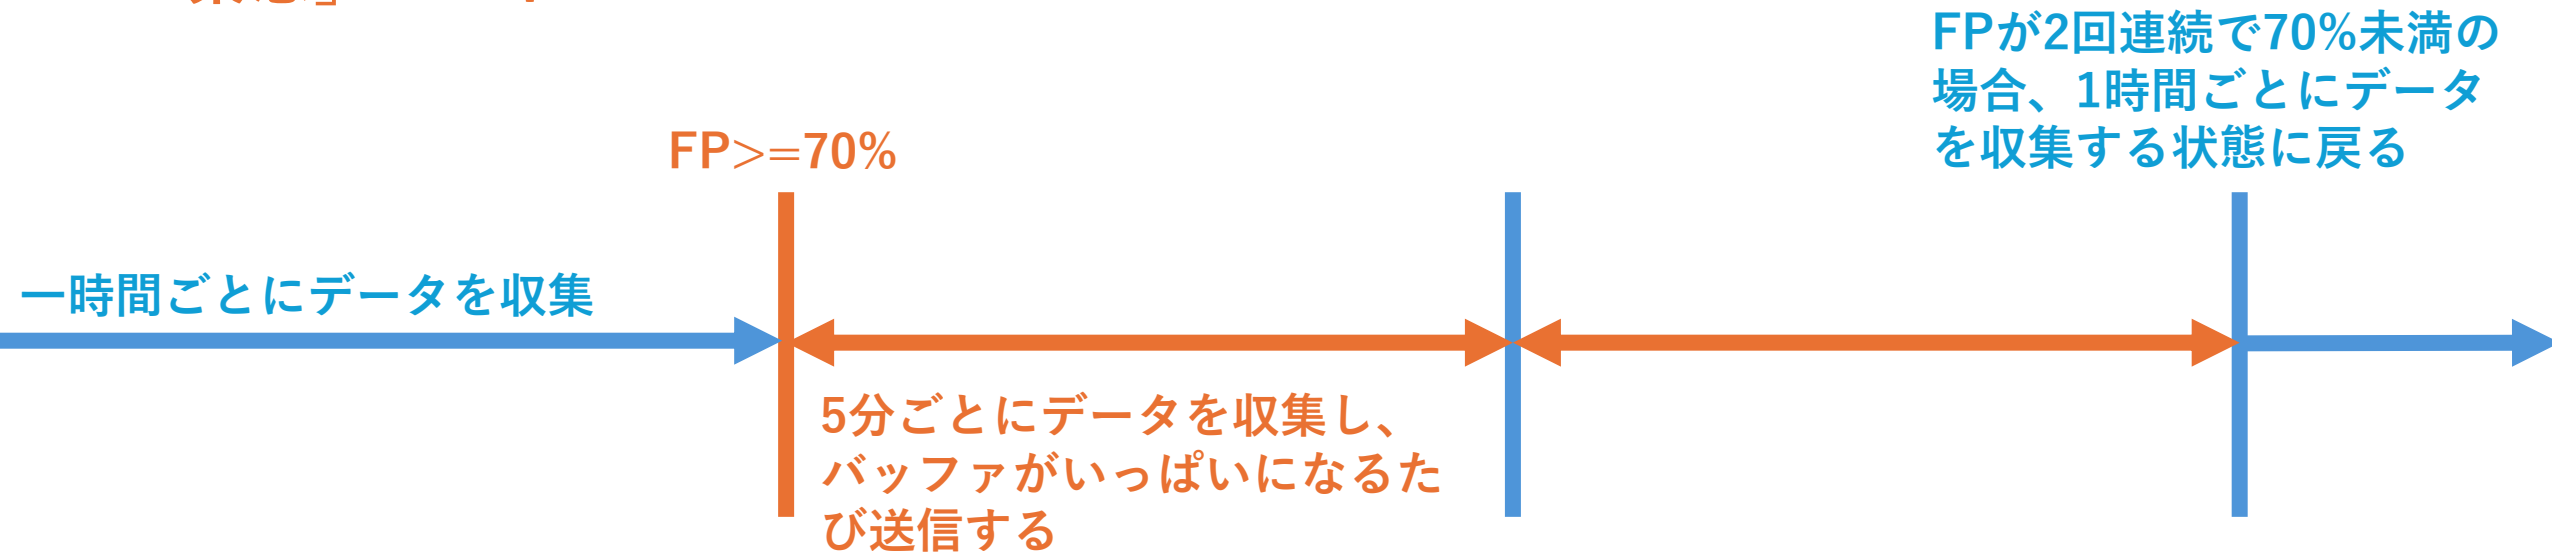 FPが2回連続で70%未満の
場合、1時間ごとにデータ
を収集する状態に戻る
FP>=70%
一時間ごとにデータを収集
5分ごとにデータを収集し、
バッファがいっぱいになるた
び送信する